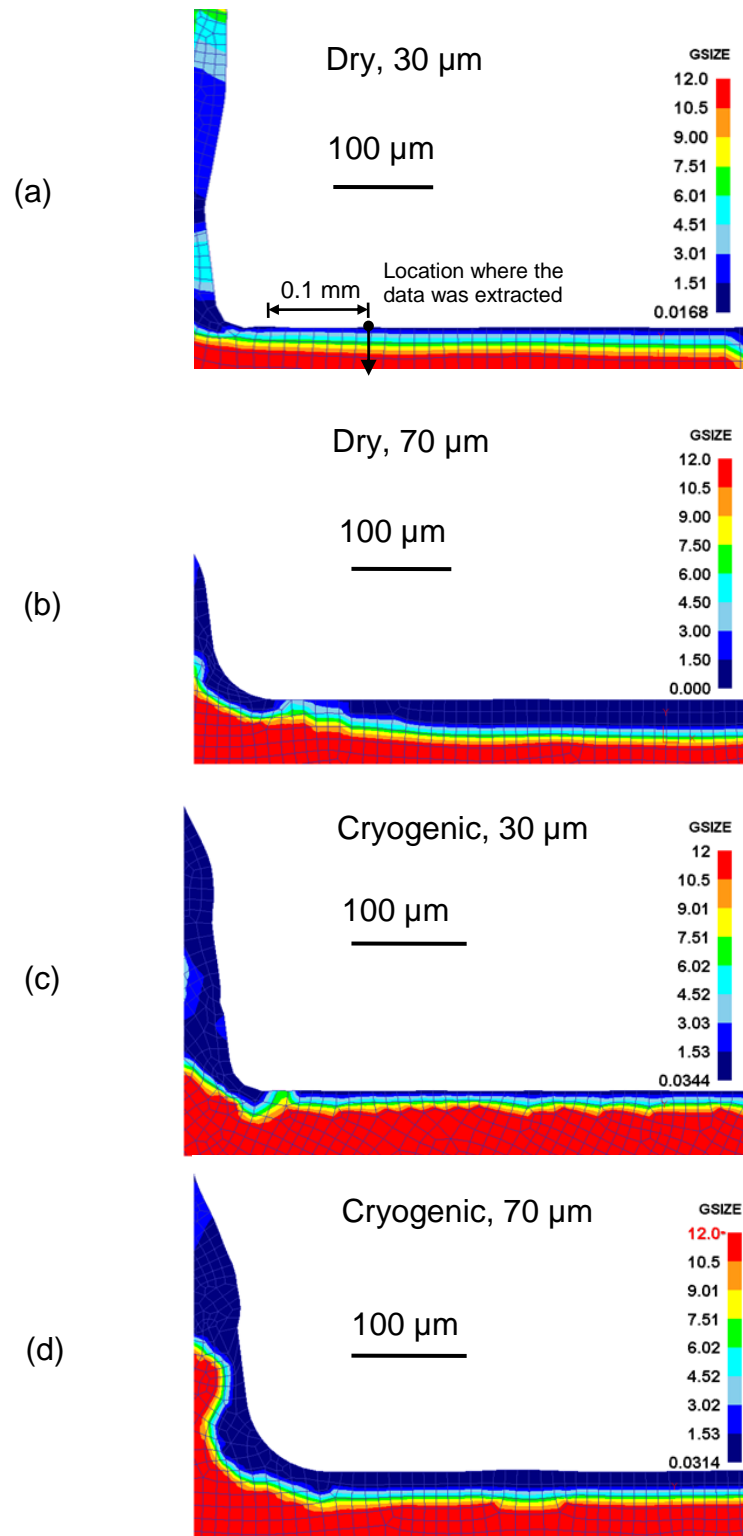 Dry, 30 µm
GSIZE
12.0
10.5
9.00
7.51
6.01
4.51
3.01
1.51
0.0168
100 µm
(a)
0.1 mm
Location where the
data was extracted
Dry, 70 µm
GSIZE
12.0
10.5
9.00
7.50
6.00
4.50
3.00
1.50
0.000
100 µm
(b)
Cryogenic, 30 µm
GSIZE
12
10.5
9.01
7.51
6.02
4.52
3.03
1.53
0.0344
100 µm
(c)
Cryogenic, 70 µm
GSIZE
12.0-
10.5
9.01
7.51
6.02
4.52
3.02
1.53
0.0314
100 µm
(d)